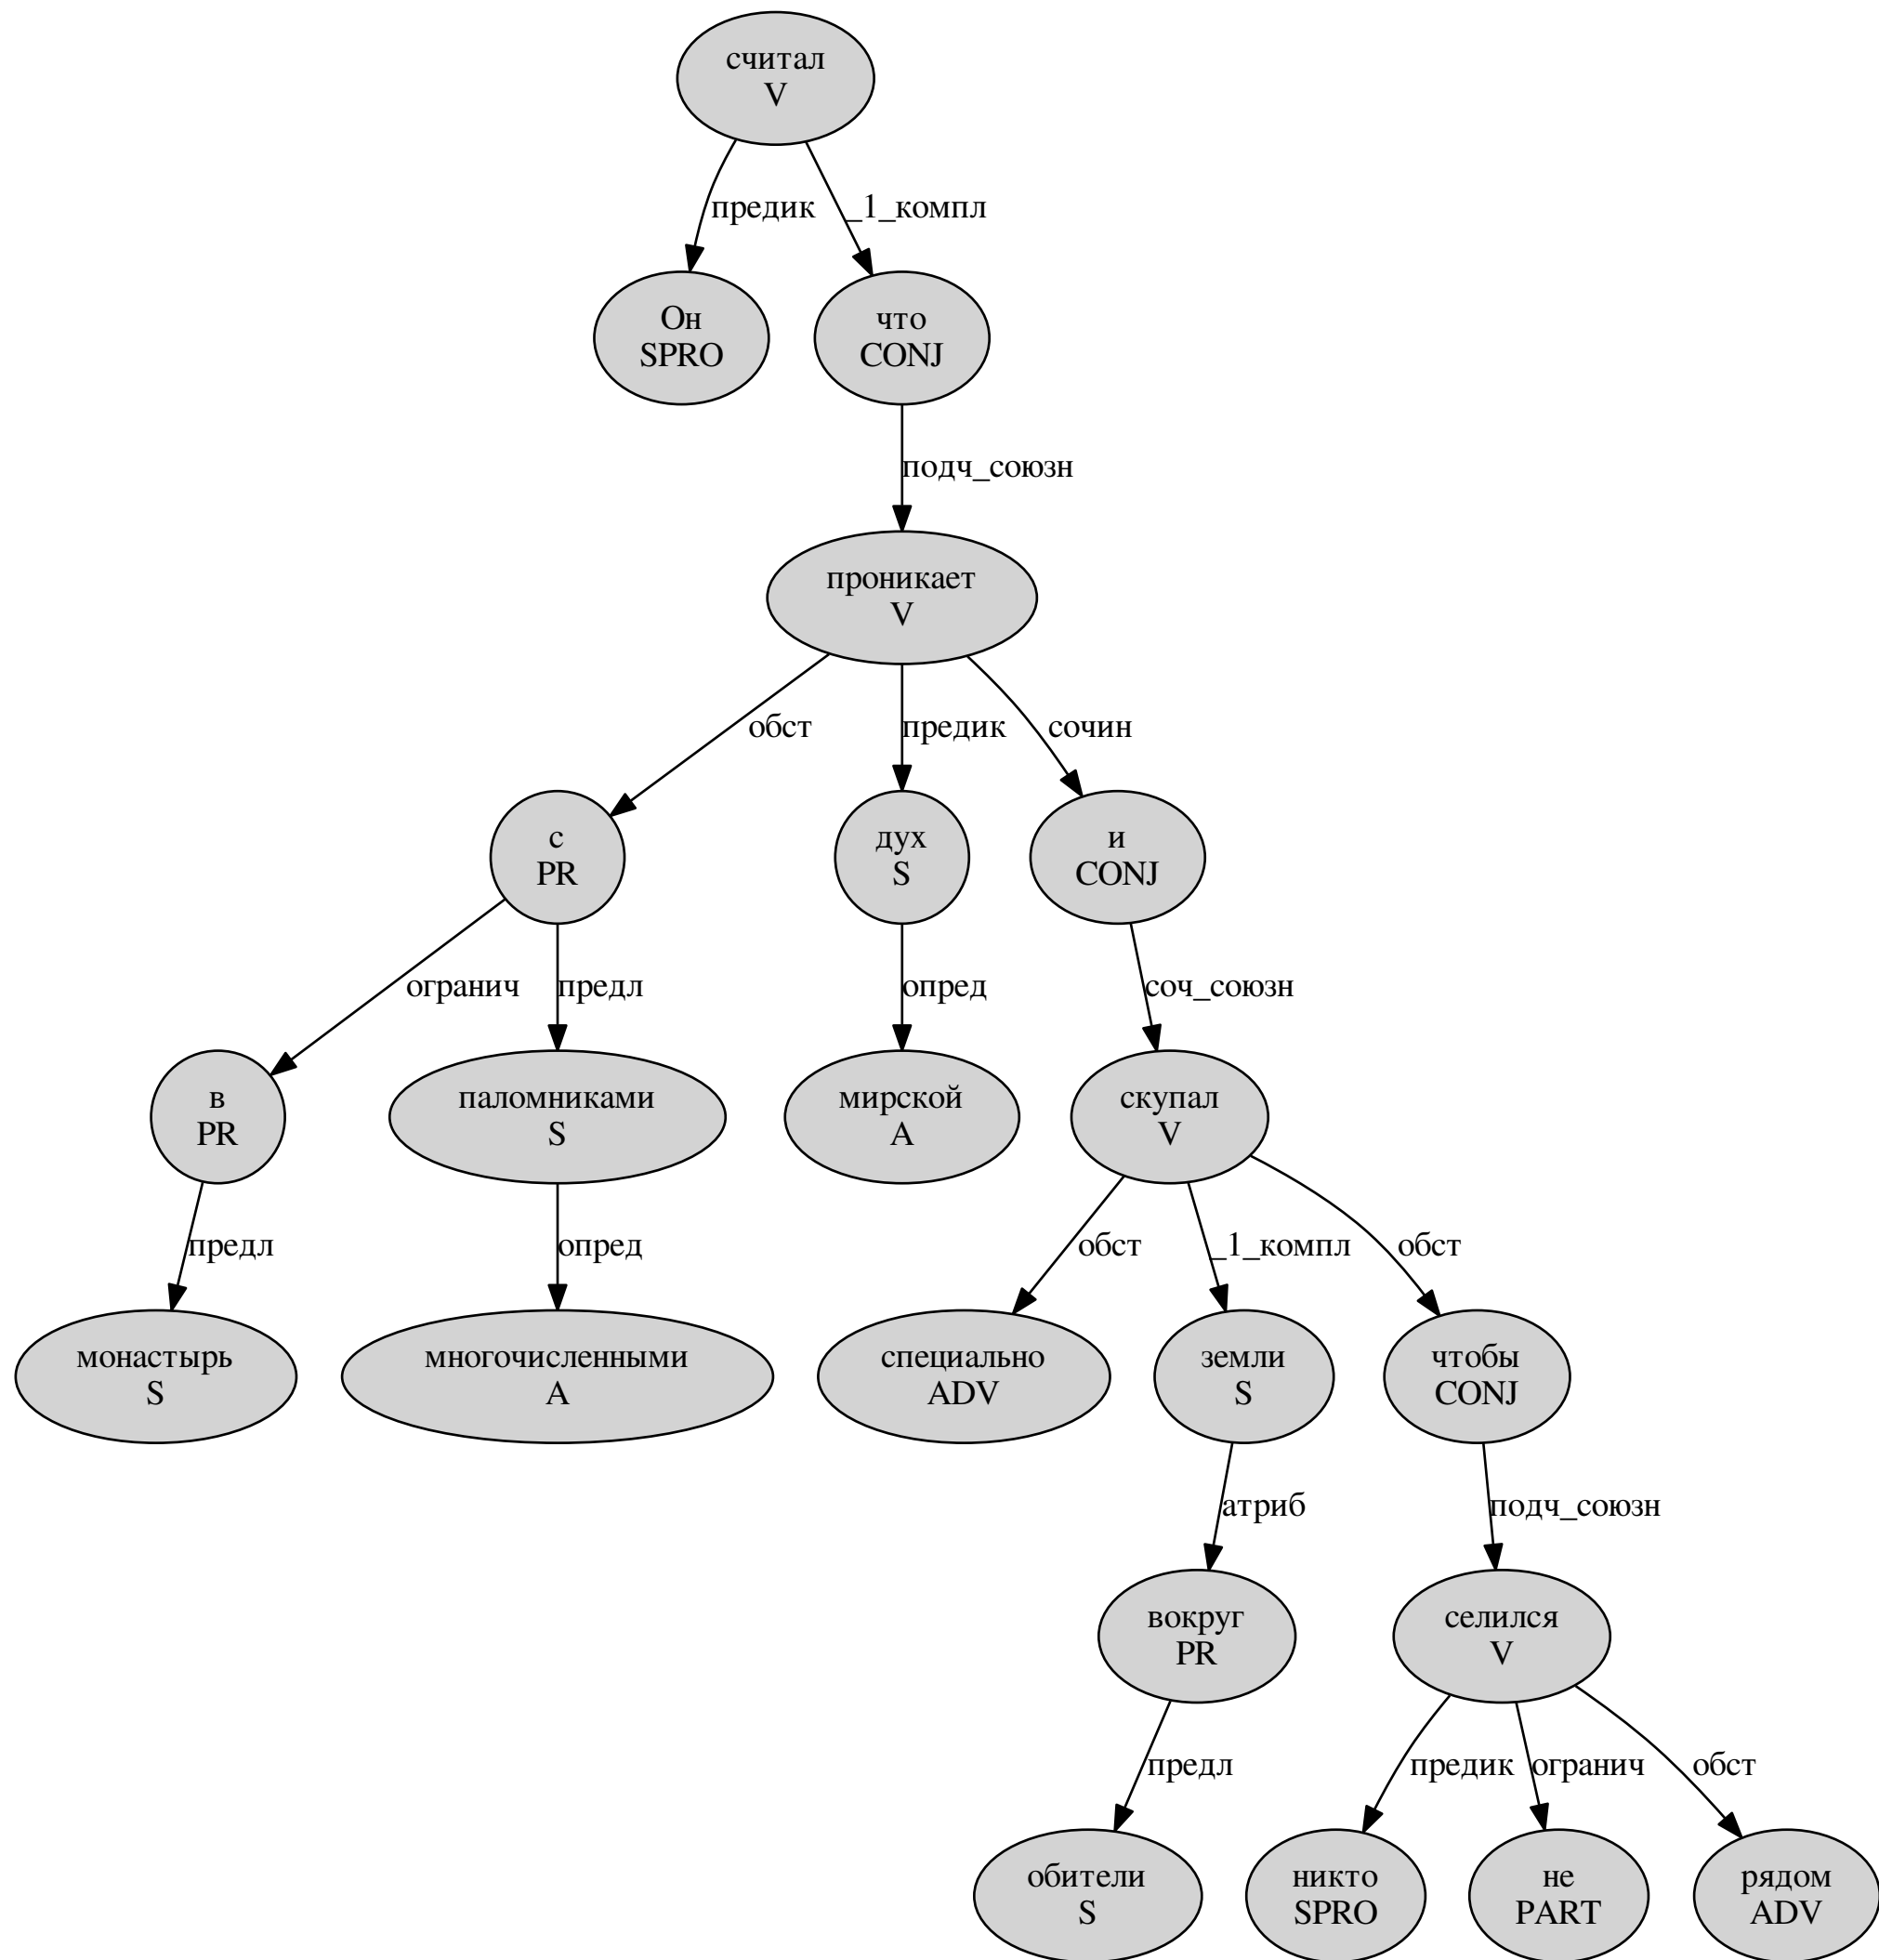 считал
V
предик
_1_компл
Он
SPRO
что
CONJ
подч_союзн
проникает
V
обст
предик
сочин
с
PR
дух
S
и
CONJ
огранич
предл
опред
соч_союзн
в
PR
паломниками
S
мирской
A
скупал
V
предл
опред
обст
_1_компл
обст
монастырь
S
многочисленными
A
специально
ADV
земли
S
чтобы
CONJ
атриб
подч_союзн
вокруг
PR
селился
V
предл
предик
огранич
обст
обители
S
никто
SPRO
не
PART
рядом
ADV